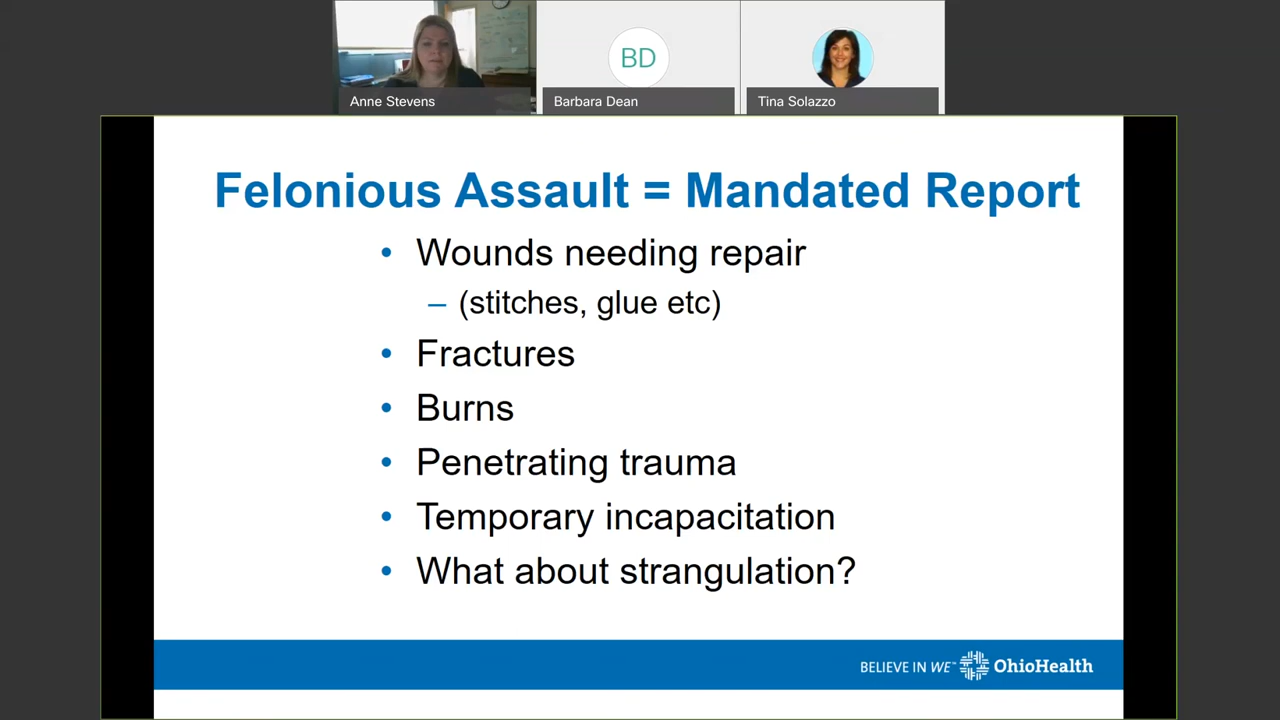 Anne Stevens
BD
Barbara Dean
Tina Solazzo
Felonious Assault = Mandated Report
• Wounds needing repair
– (stitches, glue etc)
• Fractures
• Burns
• Penetrating trauma
• Temporary incapacitation
• What about strangulation?
BELIEVE IN WE™ OhioHealth